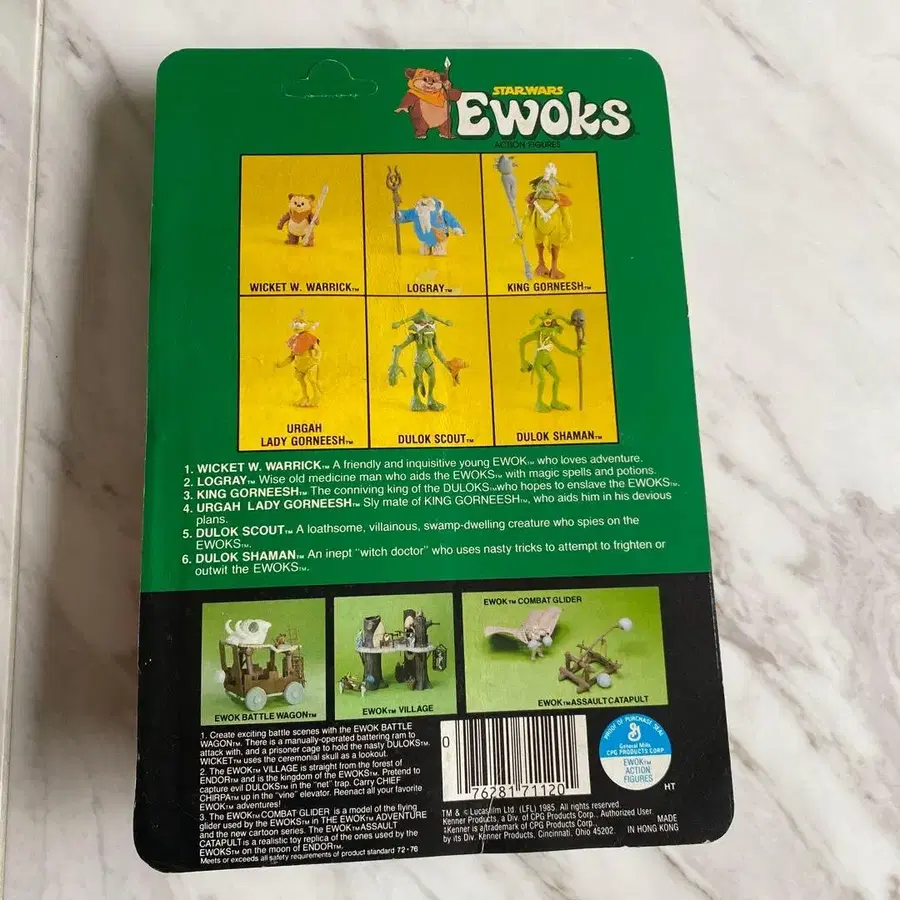 STAR WARS
Ewoks
ACTION FIGURES
WICKET W. WARRICK™
LOGRAY™
KING GORNEESH™
URGAH
LADY GORNEESH™
DULOK SCOUT™
DULOK SHAMAN™
1. WICKET W. WARRICK™ A friendly and inquisitive young EWOK™ who loves adventure.
2. LOGRAY™ Wise old medicine man who aids the EWOKS™ with magic spells and potions.
3. KING GORNEESH™ The conniving king of the DULOKS™who hopes to enslave the EWOKS™.
4. URGAH LADY GORNEESH™ Sly mate of KING GORNEESH™, who aids him in his devious
plans.
5. DULOK SCOUT™ A loathsome, villainous, swamp-dwelling creature who spies on the
EWOKS™.
6. DULOK SHAMAN™ An inept "witch doctor" who uses nasty tricks to attempt to frighten or
outwit the EWOKS™.
EWOK BATTLE WAGON™
EWOK™ VILLAGE
EWOK™ COMBAT GLIDER
EWOK™ ASSAULT CATAPULT
1. Create exciting battle scenes with the EWOK BATTLE
WAGON™. There is a manually-operated battering ram to
attack with, and a prisoner cage to hold the nasty DULOKS™.
WICKET™ uses the ceremonial skull as a lookout.
2. The EWOK™ VILLAGE is straight from the forest of
ENDOR™ and is the kingdom of the EWOKS™. Pretend to
capture evil DULOKS™ in the "net" trap. Carry CHIEF
CHIRPA™ up in the "vine" elevator. Reenact all your favorite
EWOK™ adventures!
3. The EWOK™ COMBAT GLIDER is a model of the flying
glider used by the EWOKS™ in THE EWOK™ ADVENTURE
and the new cartoon series. The EWOK™ ASSAULT
CATAPULT is a realistic toy replica of the ones used by the
EWOKS™ on the moon of ENDOR™.
Meets or exceeds all safety requirements of product standard 72-76
0 76281 71120
PROOF OF PURCHASE SEAL
G
General Mills
CPG PRODUCTS CORP
EWOK™
ACTION
FIGURES
HT
TM & © Lucasfilm Ltd. (LFL) 1985. All rights reserved.
Kenner Products, a Div. of CPG Products Corp., Authorized User.
‡Kenner is a trademark of CPG Products Corp.
by its Div. Kenner Products, Cincinnati, Ohio 45202.
MADE
IN HONG KONG